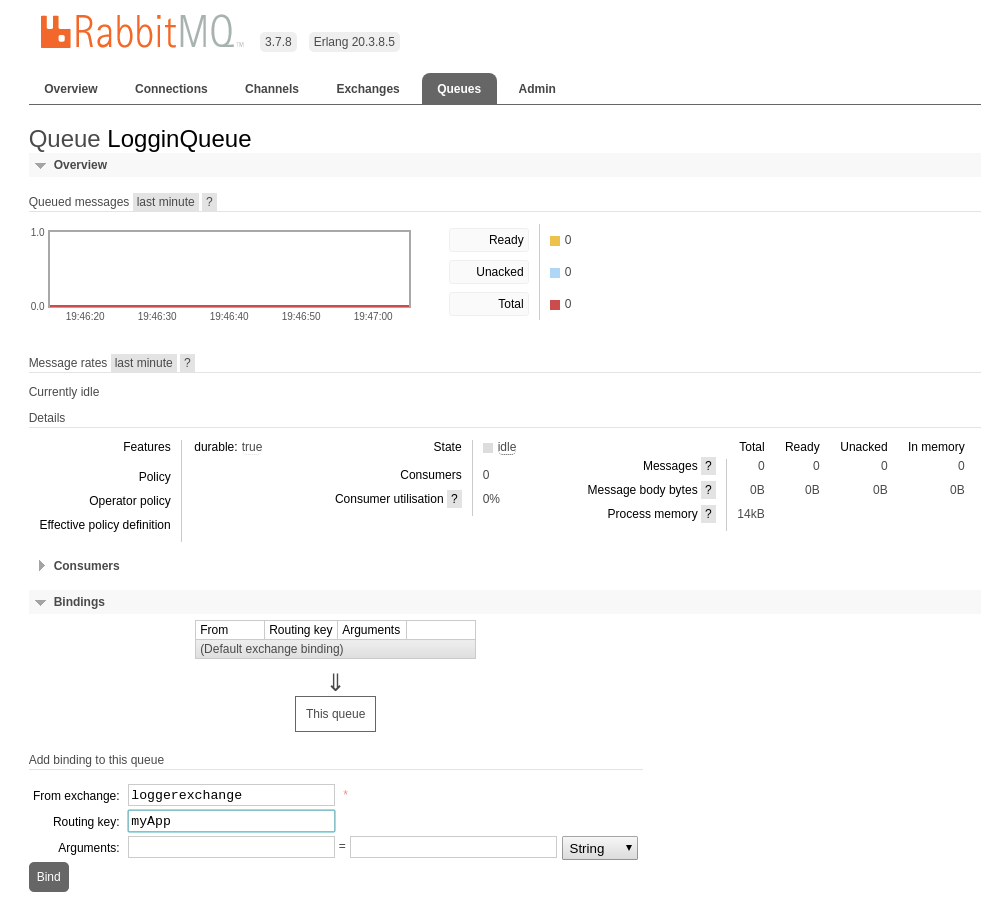 RabbitMQ TM 3.7.8 Erlang 20.3.8.5
Overview Connections Channels Exchanges Queues Admin
Queue LogginQueue
Overview
Queued messages last minute ?
1.0
0.0
19:46:20 19:46:30 19:46:40 19:46:50 19:47:00
Ready 0
Unacked 0
Total 0
Message rates last minute ?
Currently idle
Details
Features durable: true
Policy
Operator policy
Effective policy definition
State idle
Consumers 0
Consumer utilisation ? 0%
Total Ready Unacked In memory
Messages ? 0 0 0 0
Message body bytes ? 0B 0B 0B 0B
Process memory ? 14kB
Consumers
Bindings
From Routing key Arguments
(Default exchange binding)
⇓
This queue
Add binding to this queue
From exchange: loggerexchange *
Routing key: myApp
Arguments: = String
Bind